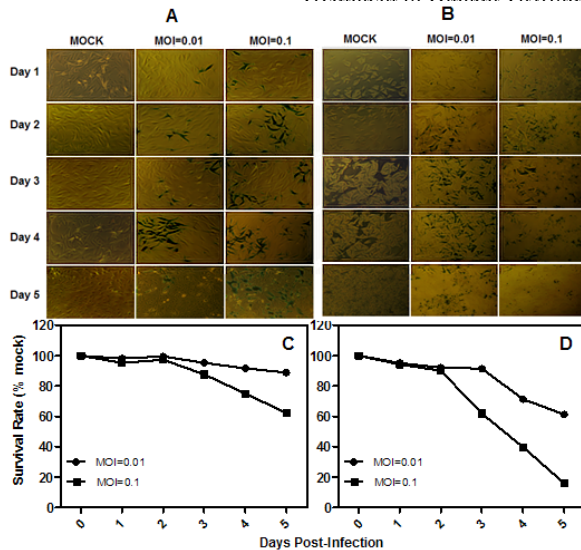 A B
MOCK MOI=0.01 MOI=0.1 MOCK MOI=0.01 MOI=0.1
Day 1
Day 2
Day 3
Day 4
Day 5
120 120
C D
100 100
80 80
60 60
40 40
20 20
0 0
Survival Rate (% mock)
MOI=0.01 MOI=0.01
MOI=0.1 MOI=0.1
0 1 2 3 4 5 0 1 2 3 4 5
Days Post-Infection